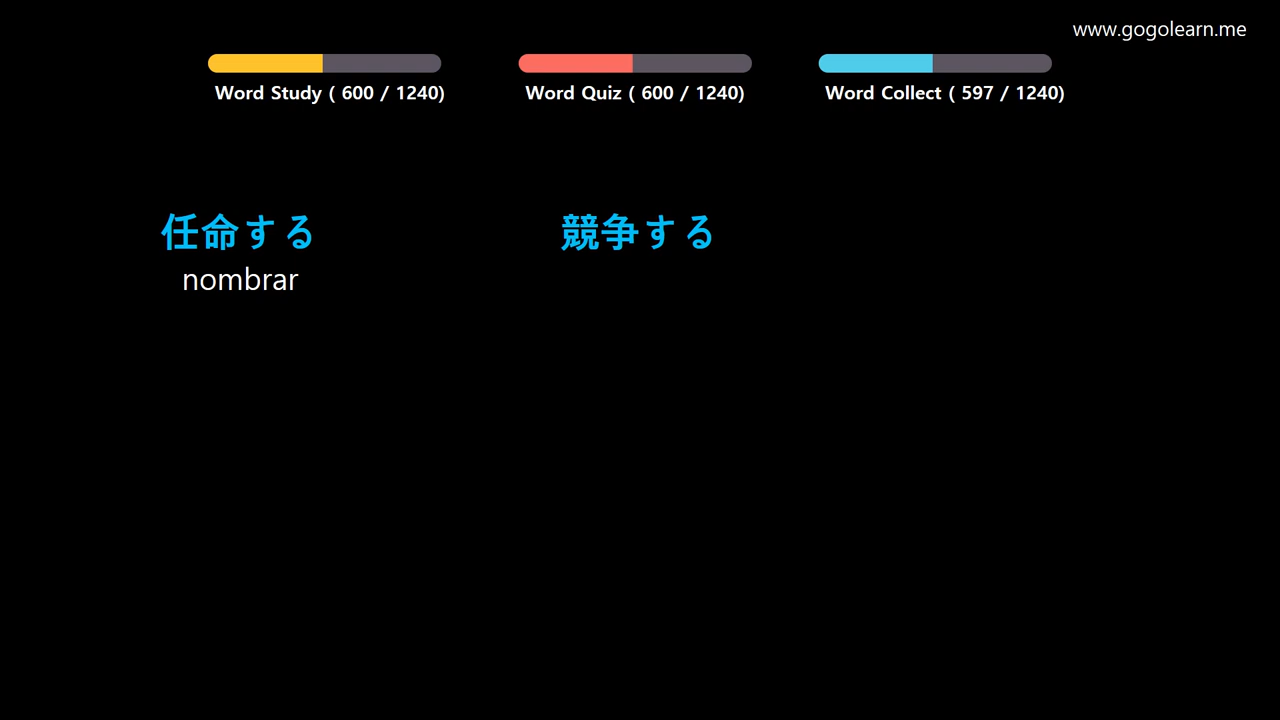 www.gogolearn.me
Word Study ( 600 / 1240)
Word Quiz ( 600 / 1240)
Word Collect ( 597 / 1240)
任命する
nombrar
競争する